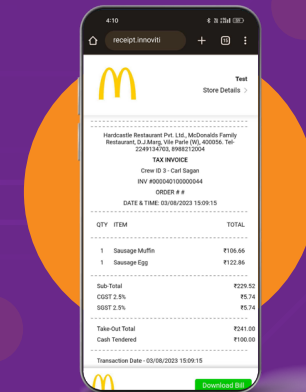 4:10
receipt.innoviti
Test
Store Details >
Hardcastle Restaurant Pvt. Ltd., McDonalds Family
Restaurant, D.J.Marg, Vile Parle (W), 400056. Tel-
2249134703, 8988212004
TAX INVOICE
Crew ID 3 - Carl Sagan
INV #000040100000044
ORDER # #
DATE & TIME: 03/08/2023 15:09:15
QTY ITEM TOTAL
1 Sausage Muffin ₹106.66
1 Sausage Egg ₹122.86
Sub-Total ₹229.52
CGST 2.5% ₹5.74
SGST 2.5% ₹5.74
Take-Out Total ₹241.00
Cash Tendered ₹100.00
Transaction Date - 03/08/2023 15:09:15
Download Bill